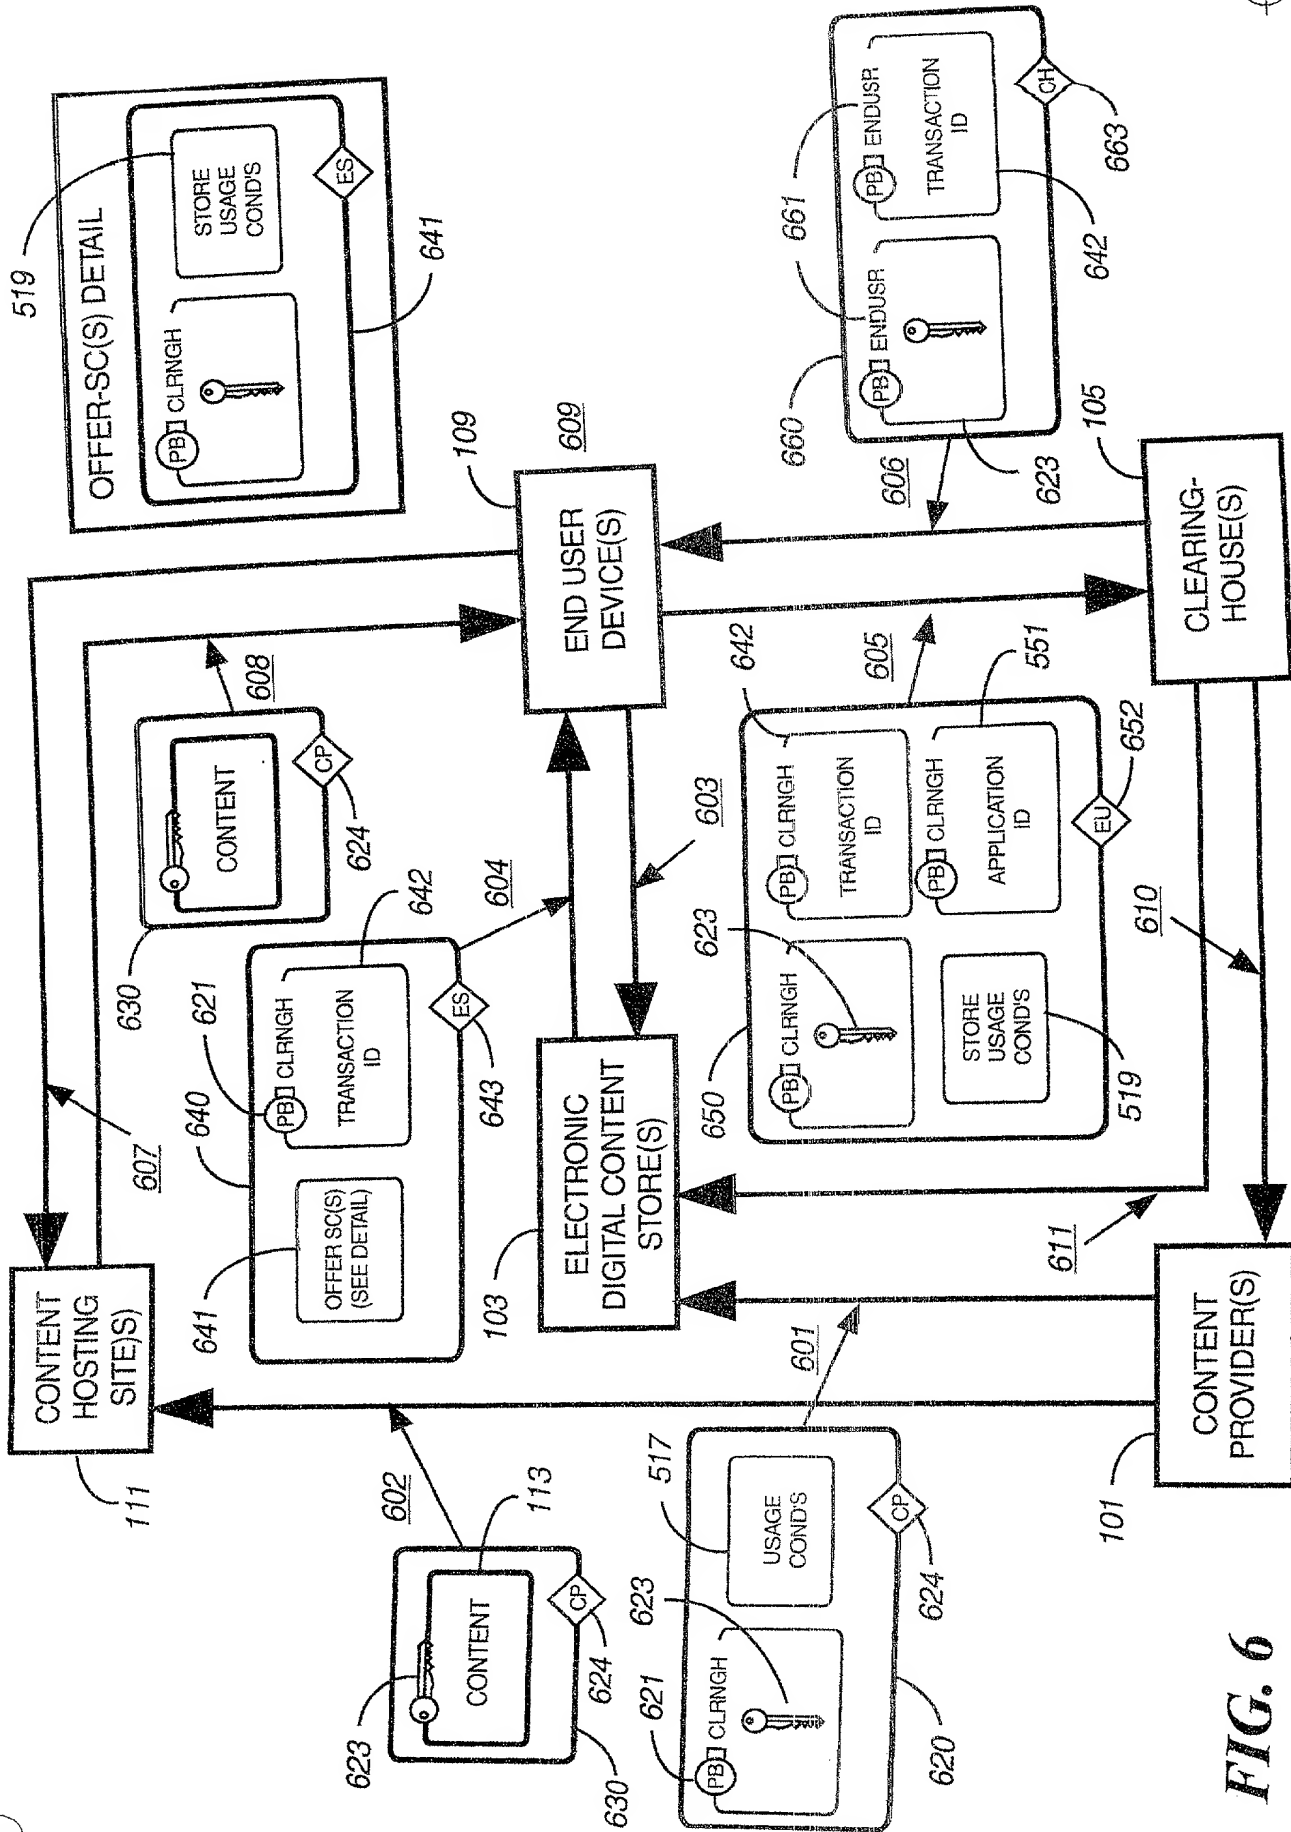 OFFER-SC(S) DETAIL
519
PB CLRNGH
STORE
USAGE
COND'S
ES
641
CONTENT
HOSTING
SITE)S)
111
607
608
630
CONTENT
CP
624
602
623
113
CONTENT
CP
624
630
640
621
642
641
OFFER SC(S)
(SEE DETAIL)
PB CLRNGH
TRANSACTION
ID
ES
643
604
109
END USER
DEVICE(S)
609
103
ELECTRONIC
DIGITAL CONTENT
STORE(S)
603
606
660
661
PB ENDUSR
PB ENDUSR
TRANSACTION
ID
CH
663
623
642
621
PB CLRNGH
623
517
USAGE
COND'S
CP
624
620
601
650
623
642
PB CLRNGH
PB CLRNGH
TRANSACTION
ID
605
STORE
USAGE
COND'S
PB CLRNGH
APPLICATION
ID
551
519
EU
652
611
610
101
CONTENT
PROVIDER(S)
105
CLEARING-
HOUSE(S)
FIG. 6